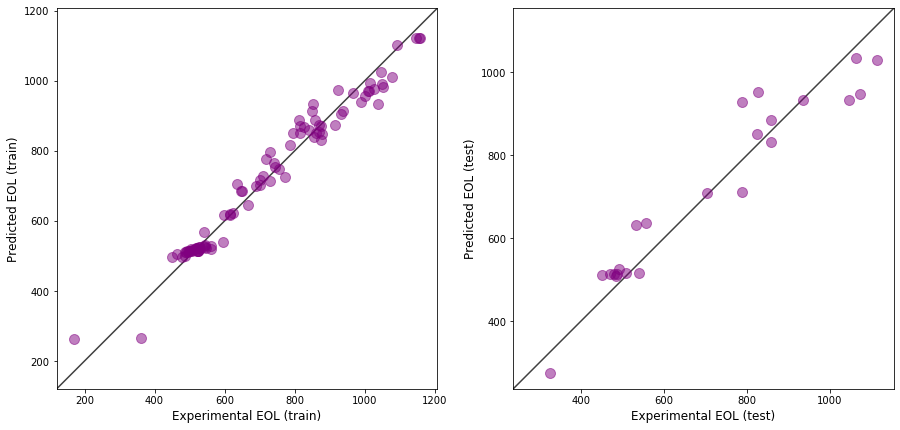 1200
1000
800
600
400
200
Predicted EOL (train)
200 400 600 800 1000 1200
Experimental EOL (train)
1000
800
600
400
Predicted EOL (test)
400 600 800 1000
Experimental EOL (test)